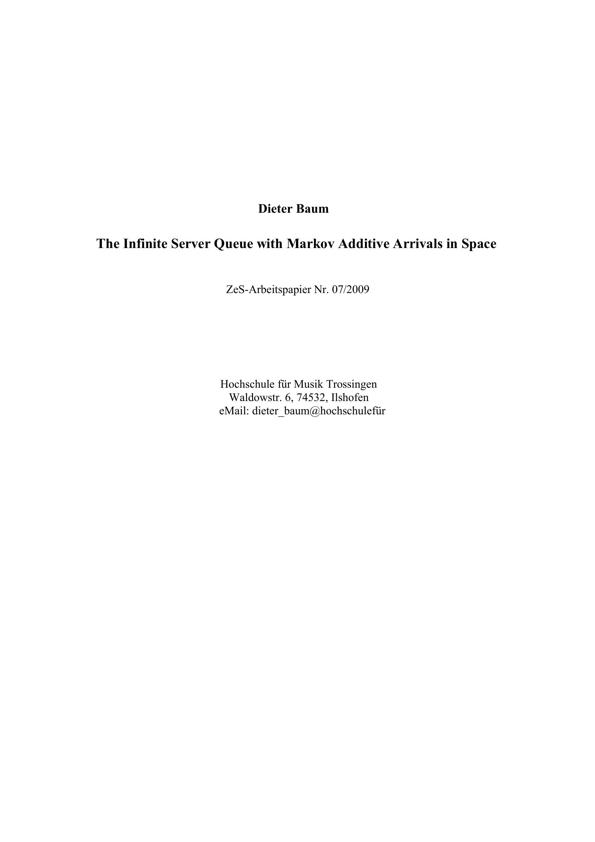 Dieter Baum
The Infinite Server Queue with Markov Additive Arrivals in Space
ZeS-Arbeitspapier Nr. 07/2009
Hochschule für Musik Trossingen
Waldowstr. 6, 74532, Ilshofen
eMail: dieter_baum@hochschulefür